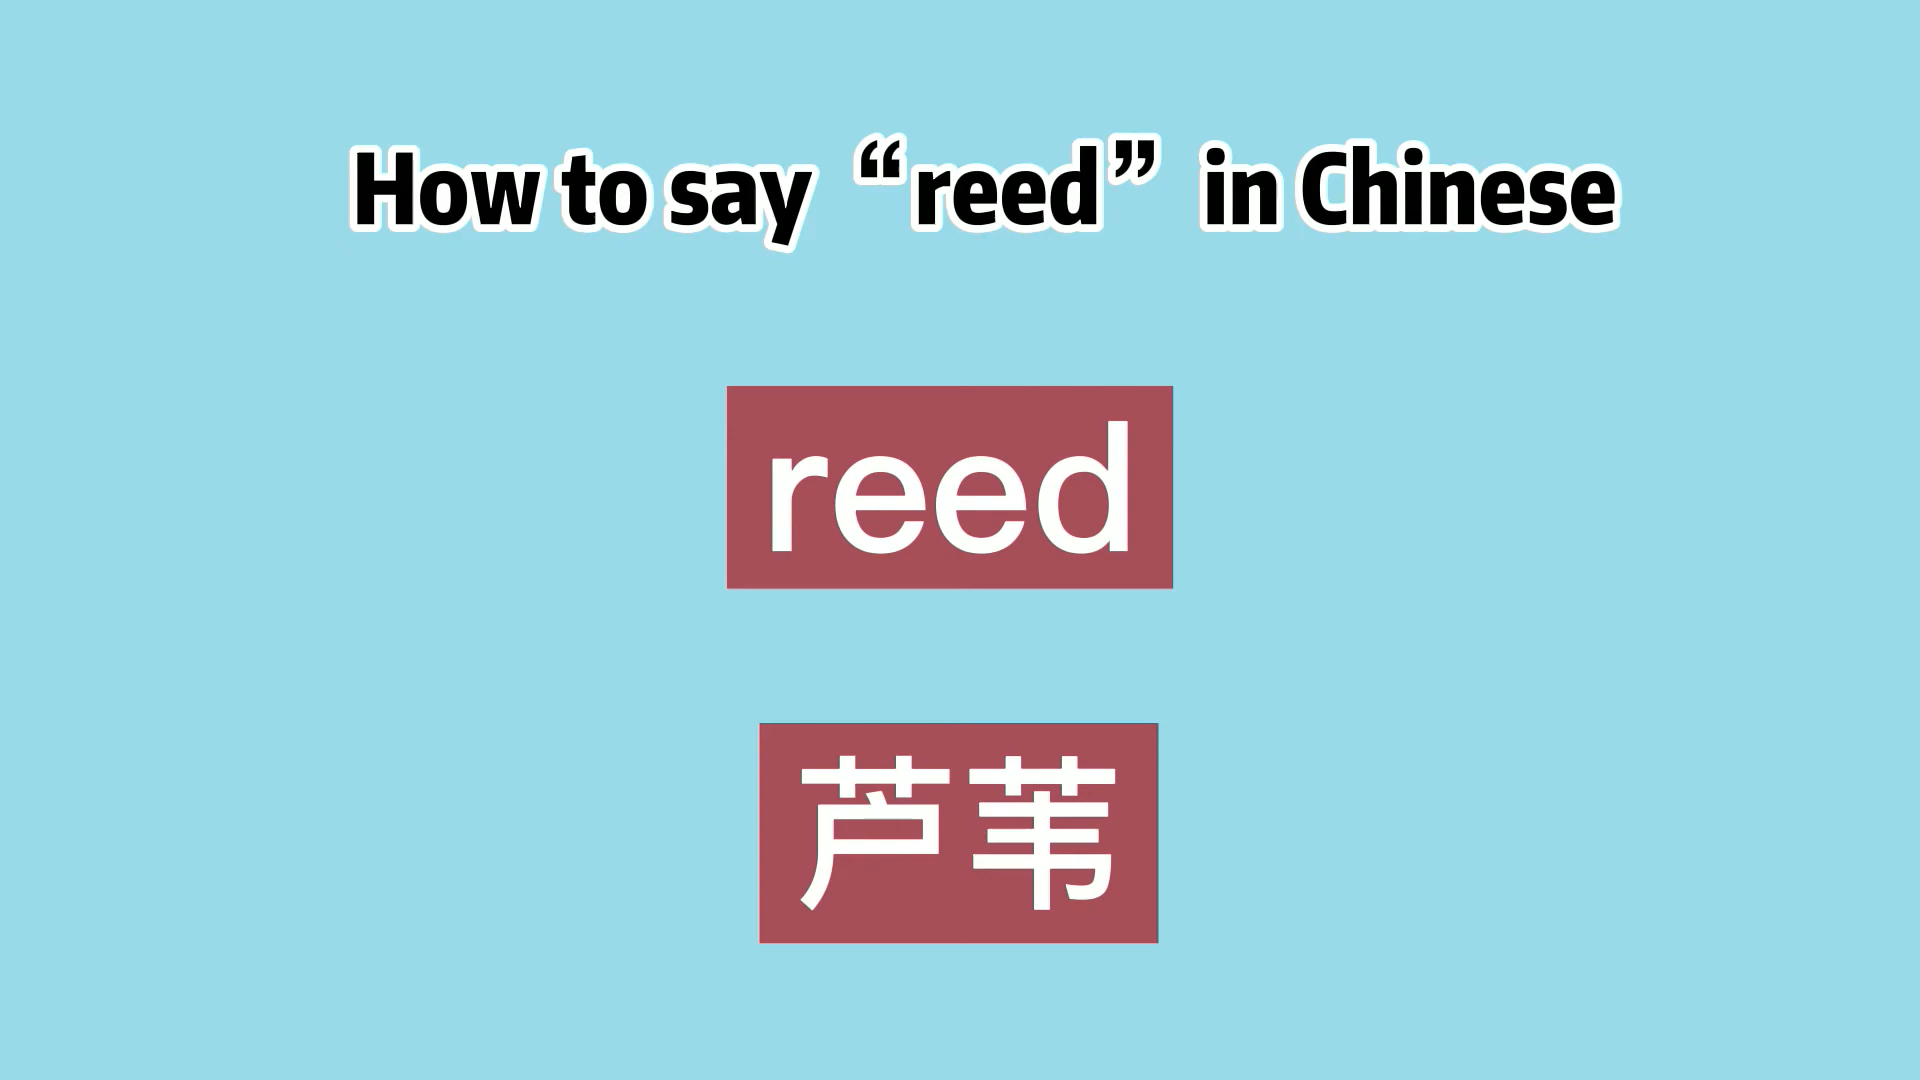 How to say “reed” in Chinese
reed
芦苇